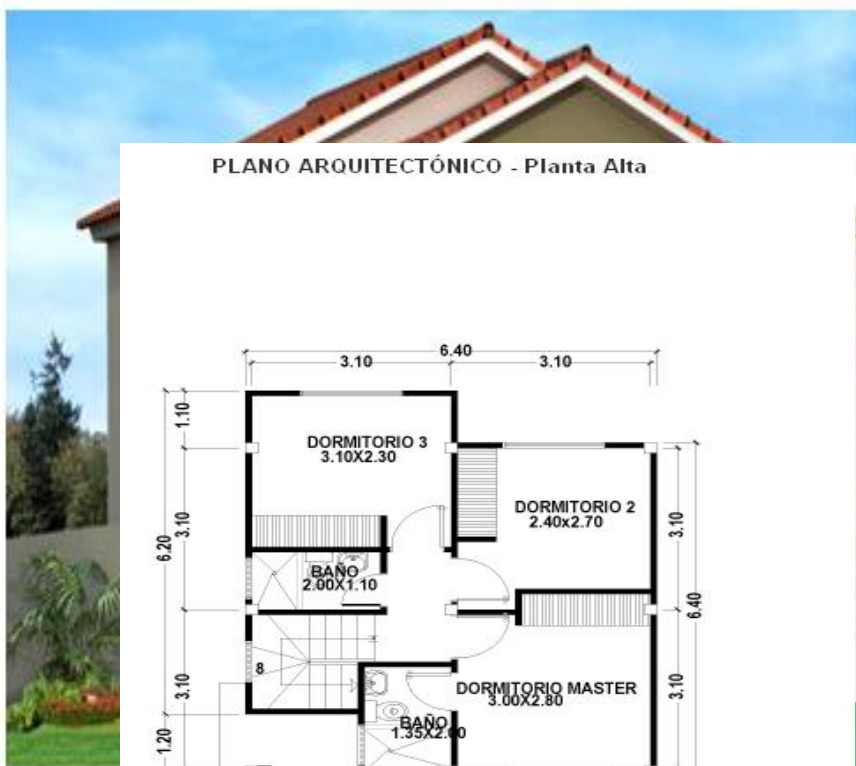 PLANO ARQUITECTÓNICO - Planta Alta
6.40
3.10
3.10
1.10
DORMITORIO 3
3.10X2.30
DORMITORIO 2
2.40x2.70
3.10
6.20
3.10
6.40
BAÑO
2.00X1.10
8
3.10
DORMITORIO MASTER
3.00X2.80
3.10
BAÑO
1.35X2.00
1.20